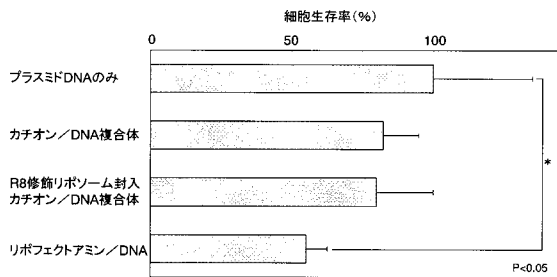 細胞生存率(%)
0 50 100
プラスミドDNAのみ
カチオン/DNA複合体
R8修飾リポソーム封入
カチオン/DNA複合体
リポフェクトアミン/DNA
*
P<0.05